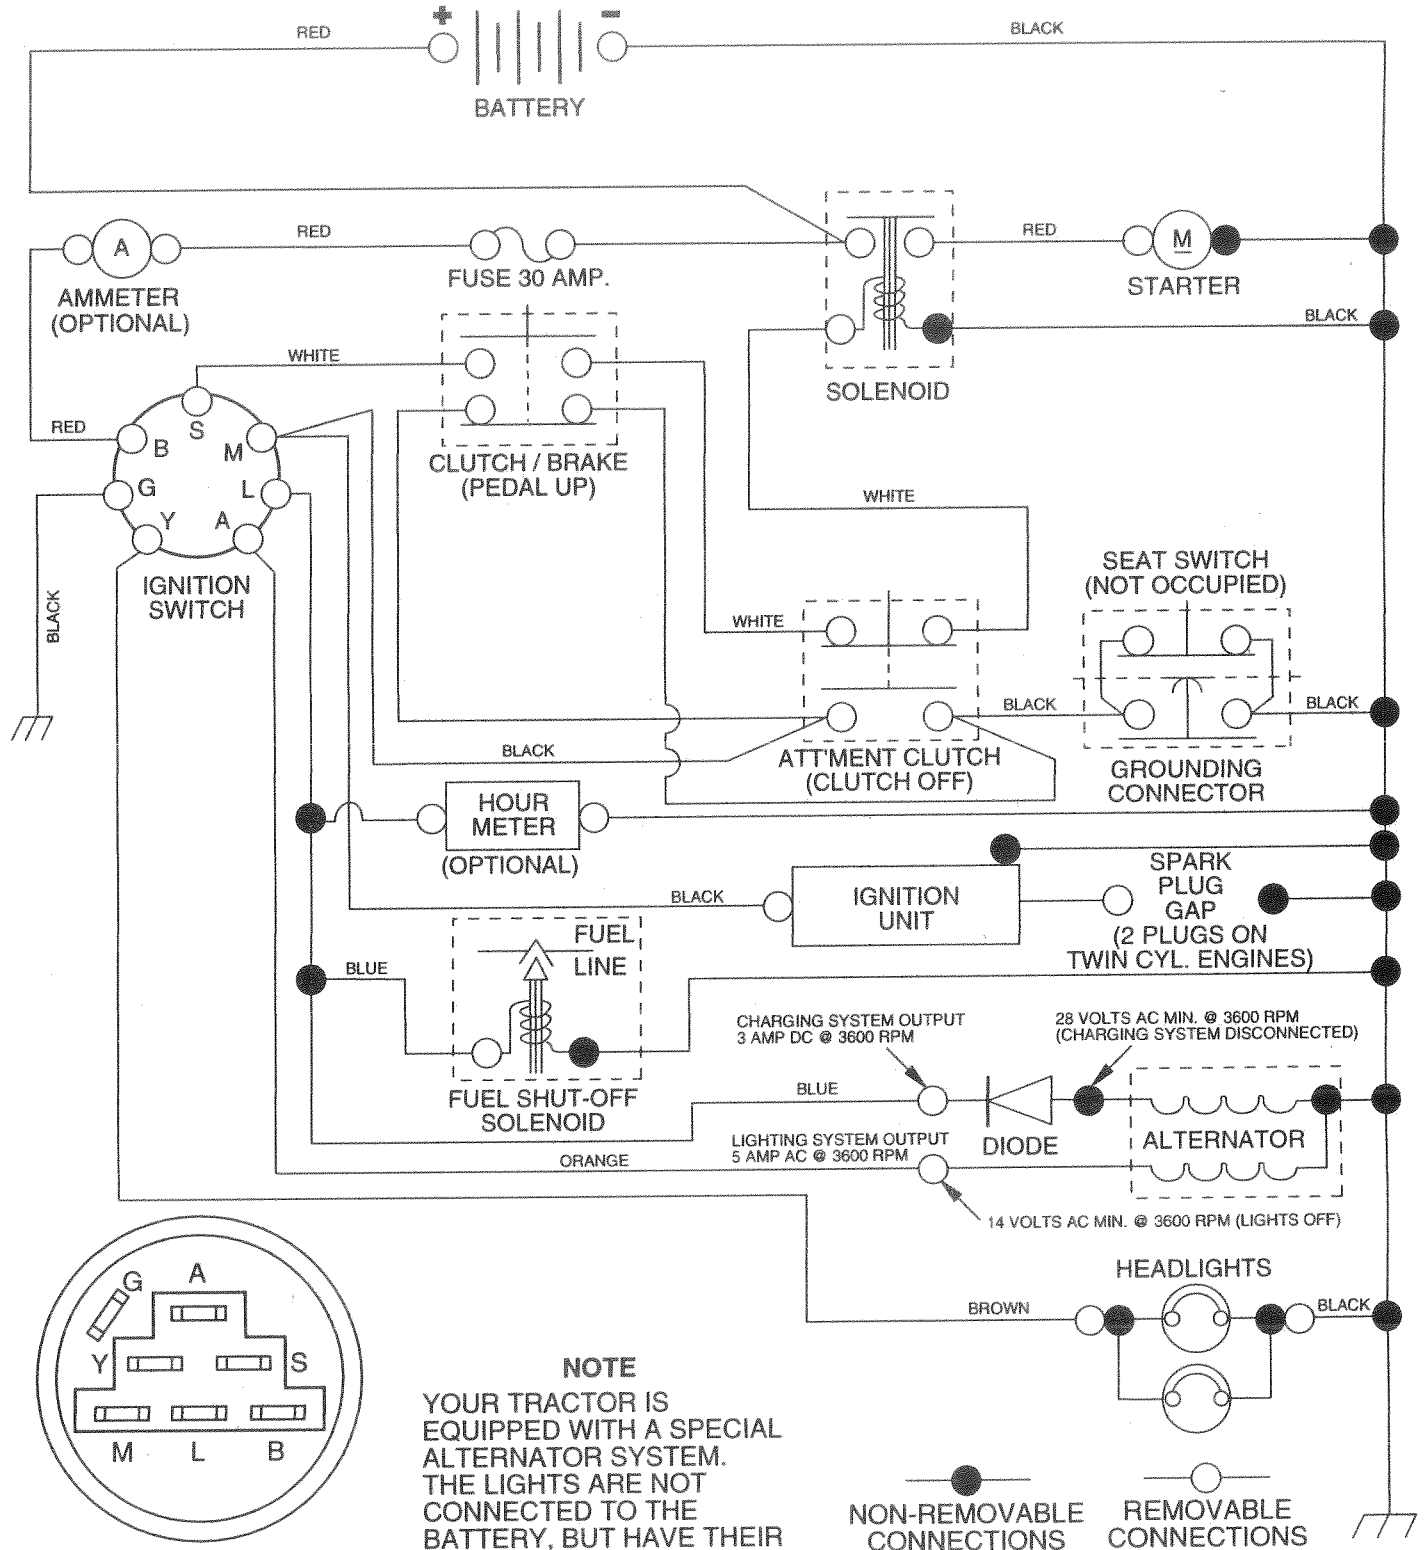 +
-
RED
BLACK
BATTERY
A
RED
RED
M
AMMETER
(OPTIONAL)
FUSE 30 AMP.
STARTER
BLACK
WHITE
SOLENOID
RED
S
B
M
G
L
Y
A
CLUTCH / BRAKE
(PEDAL UP)
WHITE
IGNITION
SWITCH
BLACK
SEAT SWITCH
(NOT OCCUPIED)
WHITE
BLACK
BLACK
BLACK
ATT'MENT CLUTCH
(CLUTCH OFF)
GROUNDING
CONNECTOR
HOUR
METER
(OPTIONAL)
BLACK
IGNITION
UNIT
SPARK
PLUG
GAP
(2 PLUGS ON
TWIN CYL. ENGINES)
FUEL
LINE
BLUE
CHARGING SYSTEM OUTPUT
3 AMP DC @ 3600 RPM
28 VOLTS AC MIN. @ 3600 RPM
(CHARGING SYSTEM DISCONNECTED)
FUEL SHUT-OFF
SOLENOID
BLUE
DIODE
ALTERNATOR
LIGHTING SYSTEM OUTPUT
5 AMP AC @ 3600 RPM
ORANGE
14 VOLTS AC MIN. @ 3600 RPM (LIGHTS OFF)
HEADLIGHTS
BROWN
BLACK
G
A
Y
S
M
L
B
NOTE
YOUR TRACTOR IS
EQUIPPED WITH A SPECIAL
ALTERNATOR SYSTEM.
THE LIGHTS ARE NOT
CONNECTED TO THE
BATTERY, BUT HAVE THEIR
NON-REMOVABLE
CONNECTIONS
REMOVABLE
CONNECTIONS